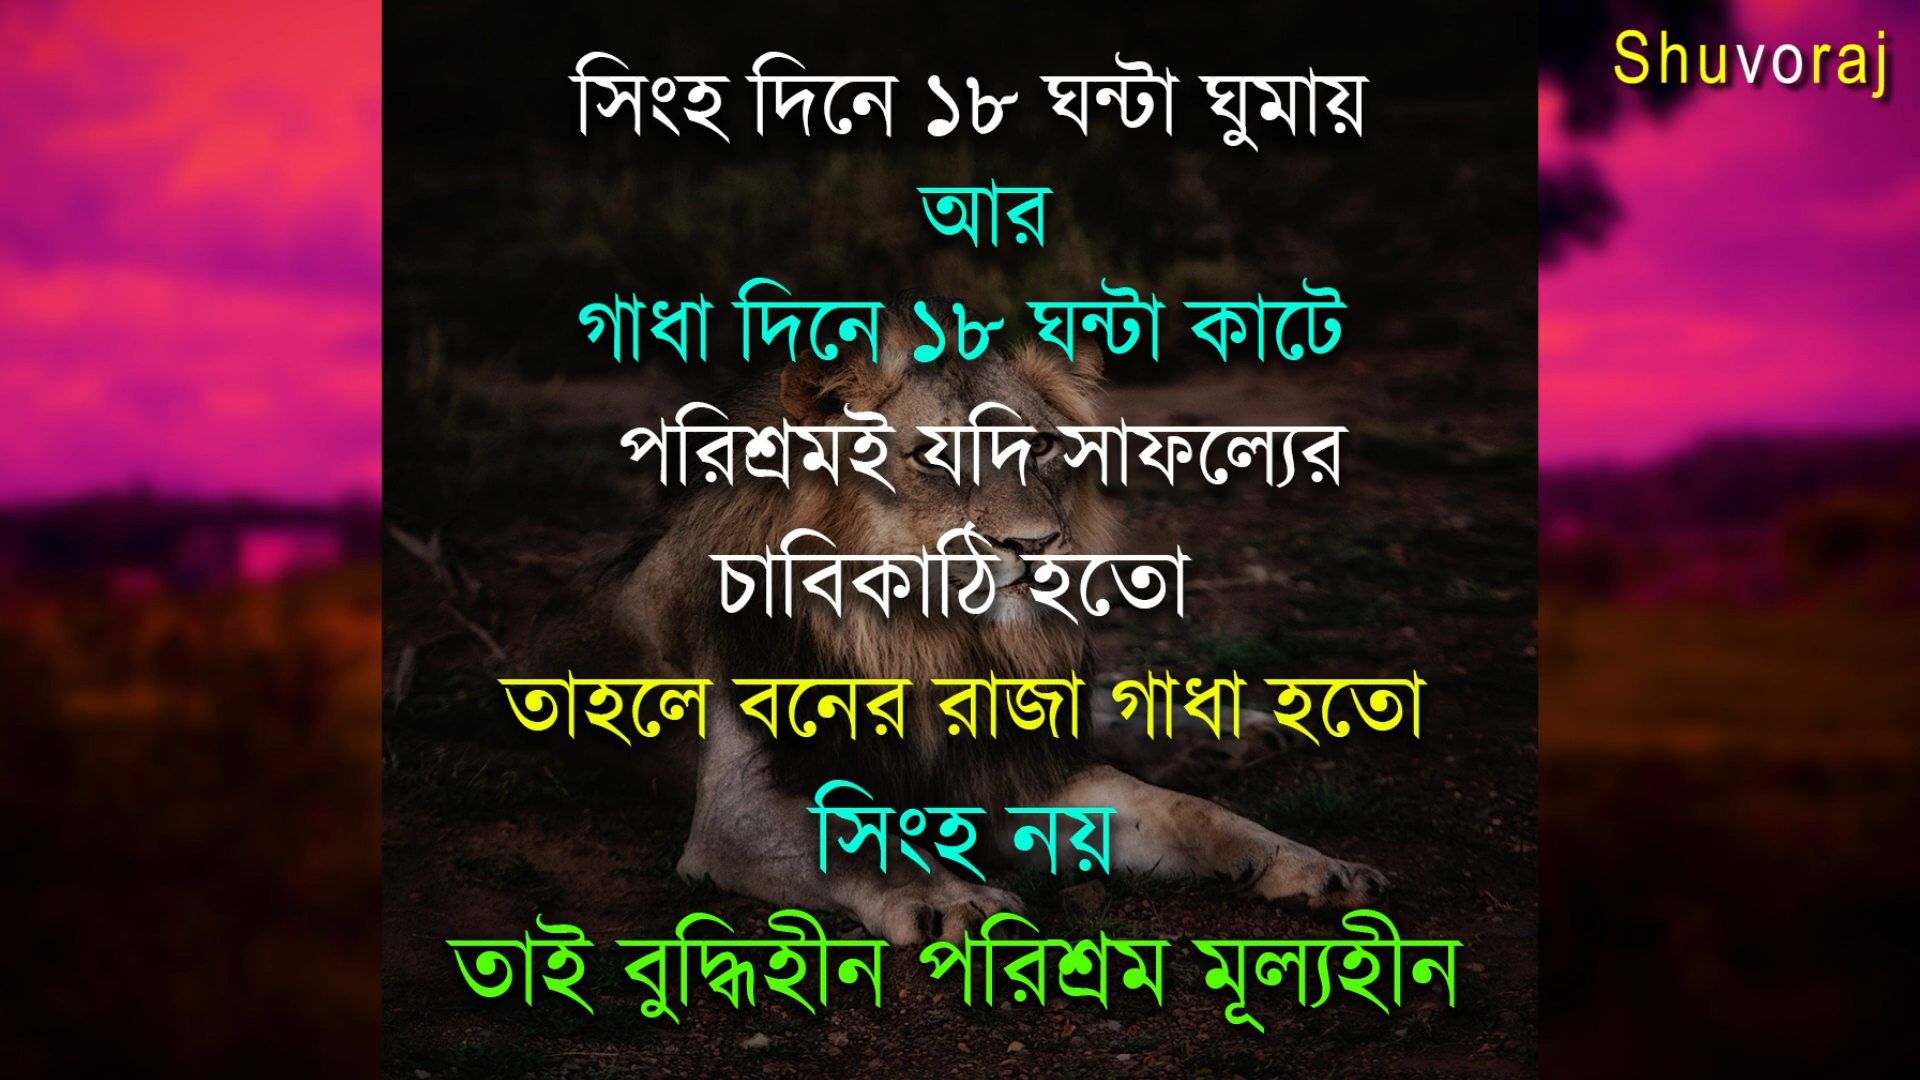 Shuvoraj
সিংহ দিনে ১৮ ঘন্টা ঘুমায়
আর
গাধা দিনে ১৮ ঘন্টা কাটে
পরিশ্রমই যদি সাফল্যের
চাবিকাঠি হতো
তাহলে বনের রাজা গাধা হতো
সিংহ নয়
তাই বুদ্ধিহীন পরিশ্রম মূল্যহীন